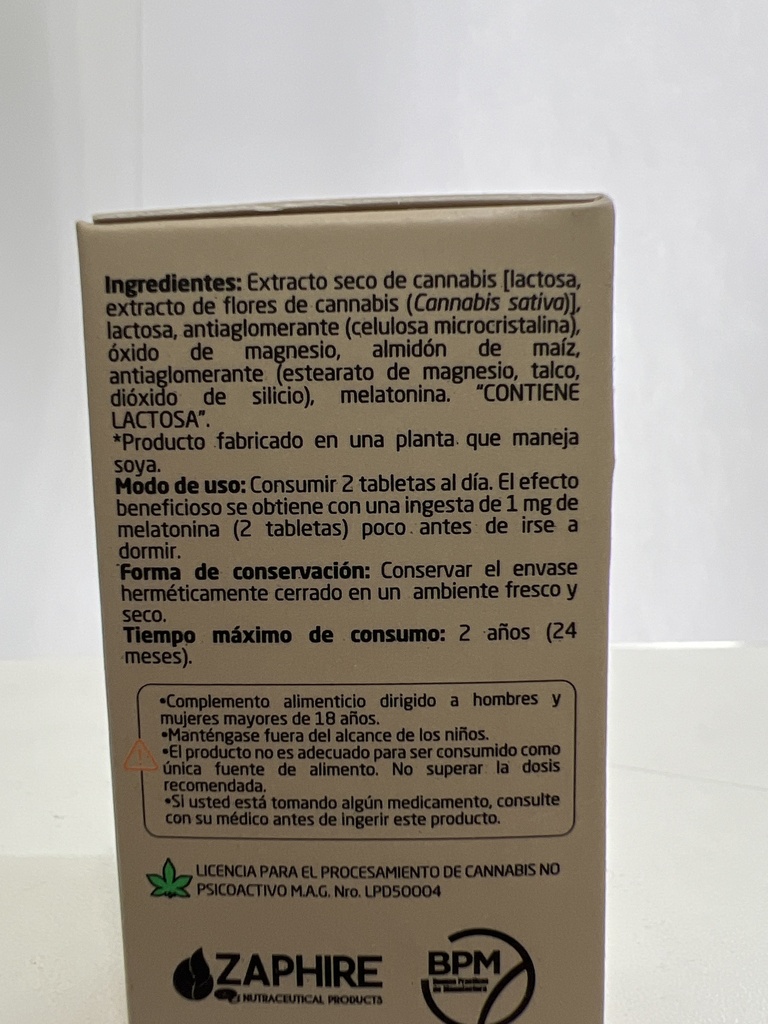 Ingredientes: Extracto seco de cannabis [lactosa,
extracto de flores de cannabis (Cannabis sativa)],
lactosa, antiaglomerante (celulosa microcristalina),
óxido de magnesio, almidón de maíz,
antiaglomerante (estearato de magnesio, talco,
dióxido de silicio), melatonina. "CONTIENE
LACTOSA".
*Producto fabricado en una planta que maneja
soya.
Modo de uso: Consumir 2 tabletas al día. El efecto
beneficioso se obtiene con una ingesta de 1 mg de
melatonina (2 tabletas) poco antes de irse a
dormir.
Forma de conservación: Conservar el envase
herméticamente cerrado en un ambiente fresco y
seco.
Tiempo máximo de consumo: 2 años (24
meses).
•Complemento alimenticio dirigido a hombres y
mujeres mayores de 18 años.
•Manténgase fuera del alcance de los niños.
•El producto no es adecuado para ser consumido como
única fuente de alimento. No superar la dosis
recomendada.
•Si usted está tomando algún medicamento, consulte
con su médico antes de ingerir este producto.
LICENCIA PARA EL PROCESAMIENTO DE CANNABIS NO
PSICOACTIVO M.A.G. Nro. LPD50004
ZAPHIRE
NUTRACEUTICAL PRODUCTS
BPM
Buenas Prácticas
de Manufactura